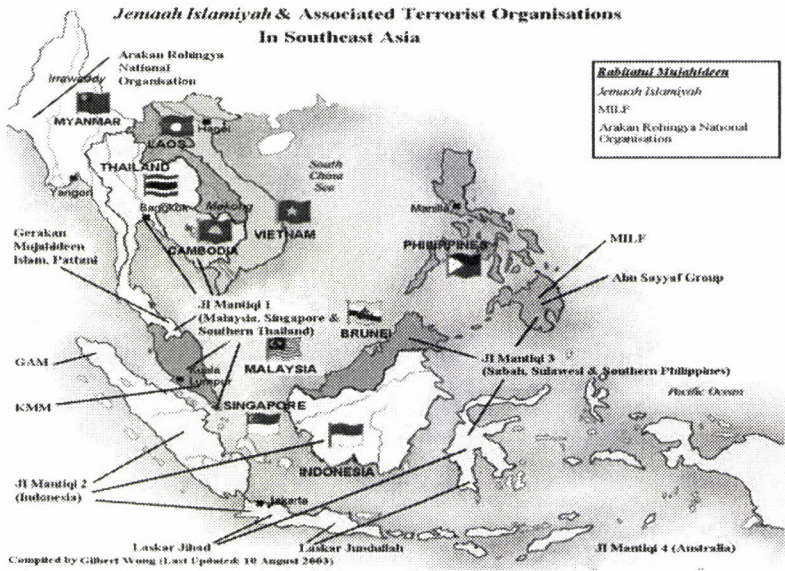 Jemaah Islamiyah & Associated Terrorist Organisations
In Southeast Asia
Arakan Rohingya
National
Organisation
Irrawaddy
MYANMAR
LAOS
Hanoi
THAILAND
Yangon
Bangkok
Mekong
CAMBODIA
VIETNAM
South
China
Sea
Rabitatul Mujahideen
Jemaah Islamiyah
MILF
Arakan Rohingya National
Organisation
Manilla
PHILIPPINES
MILF
Abu Sayyaf Group
Gerakan
Mujahideen
Islam, Pattani
JI Mantiqi 1
(Malaysia, Singapore &
Southern Thailand)
BRUNEI
MALAYSIA
JI Mantiqi 3
(Sabah, Sulawesi & Southern Philippines)
GAM
Kuala
Lumpur
KMM
SINGAPORE
Pacific Ocean
INDONESIA
JI Mantiqi 2
(Indonesia)
Jakarta
Laskar Jihad
Laskar Jundullah
JI Mantiqi 4 (Australia)
Compiled by Gilbert Wong (Last Updated: 10 August 2003)